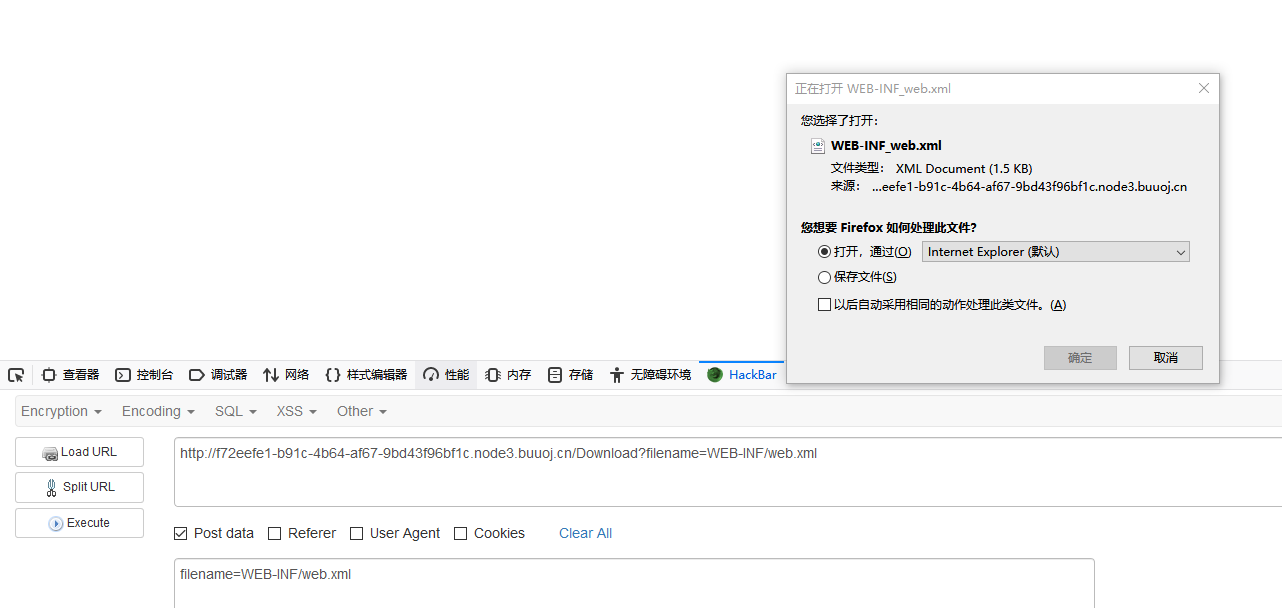 正在打开 WEB-INF_web.xml
您选择了打开:
WEB-INF_web.xml
文件类型: XML Document (1.5 KB)
来源: ...eefe1-b91c-4b64-af67-9bd43f96bf1c.node3.buuoj.cn
您想要 Firefox 如何处理此文件?
打开，通过(O) Internet Explorer (默认)
保存文件(S)
以后自动采用相同的动作处理此类文件。(A)
确定 取消
查看器 控制台 调试器 网络 样式编辑器 性能 内存 存储 无障碍环境 HackBar
Encryption Encoding SQL XSS Other
Load URL
Split URL
Execute
http://f72eefe1-b91c-4b64-af67-9bd43f96bf1c.node3.buuoj.cn/Download?filename=WEB-INF/web.xml
Post data Referer User Agent Cookies Clear All
filename=WEB-INF/web.xml